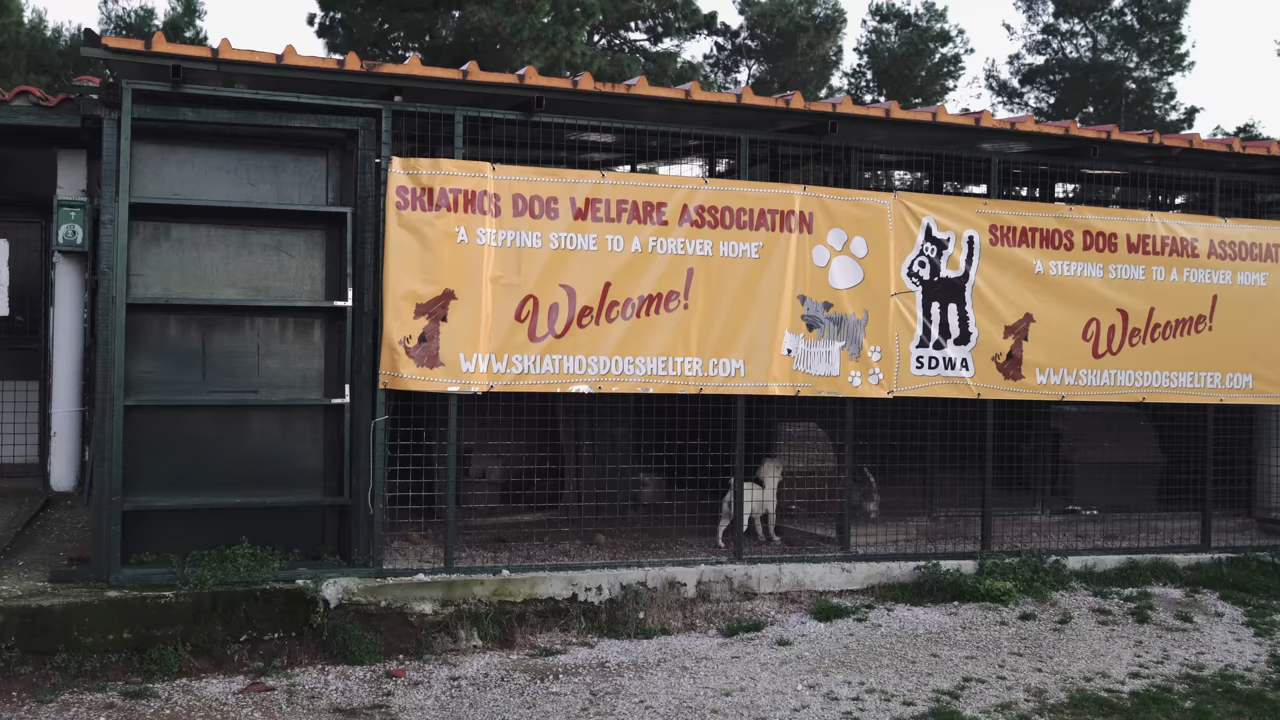 SKIATHOS DOG WELFARE ASSOCIATION
'A STEPPING STONE TO A FOREVER HOME'
Welcome!
WWW.SKIATHOSDOGSHELTER.COM
SDWA
SKIATHOS DOG WELFARE ASSOCIAT
'A STEPPING STONE TO A FOREVER HOME'
Welcome!
WWW.SKIATHOSDOGSHELTER.COM